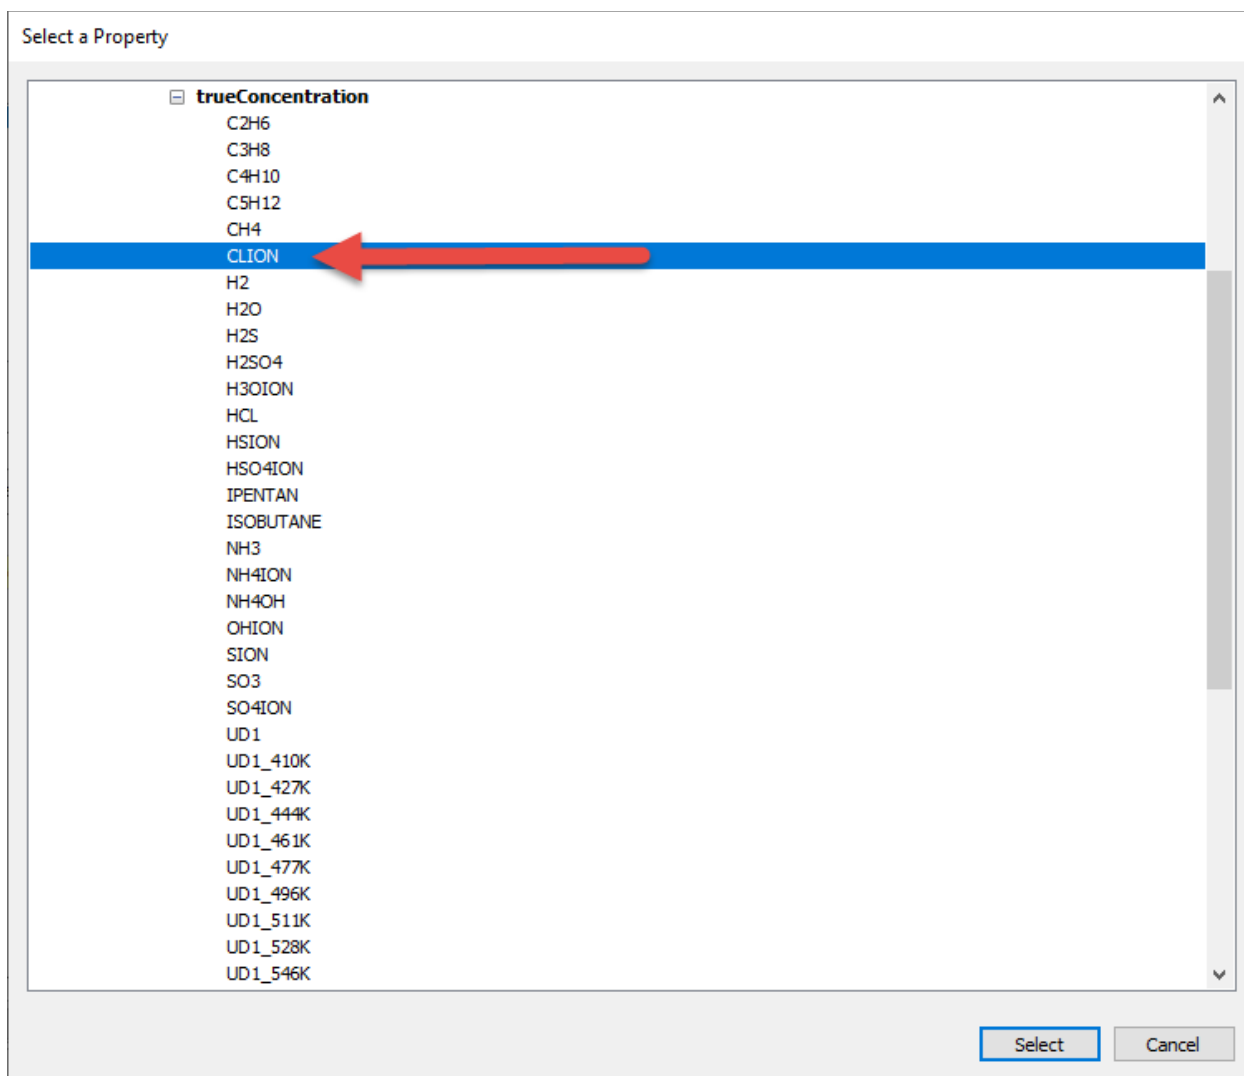 Select a Property
trueConcentration
C2H6
C3H8
C4H10
C5H12
CH4
CLION
H2
H2O
H2S
H2SO4
H3OION
HCL
HSION
HSO4ION
IPENTAN
ISOBUTANE
NH3
NH4ION
NH4OH
OHION
SION
SO3
SO4ION
UD1
UD1_410K
UD1_427K
UD1_444K
UD1_461K
UD1_477K
UD1_496K
UD1_511K
UD1_528K
UD1_546K
Select Cancel